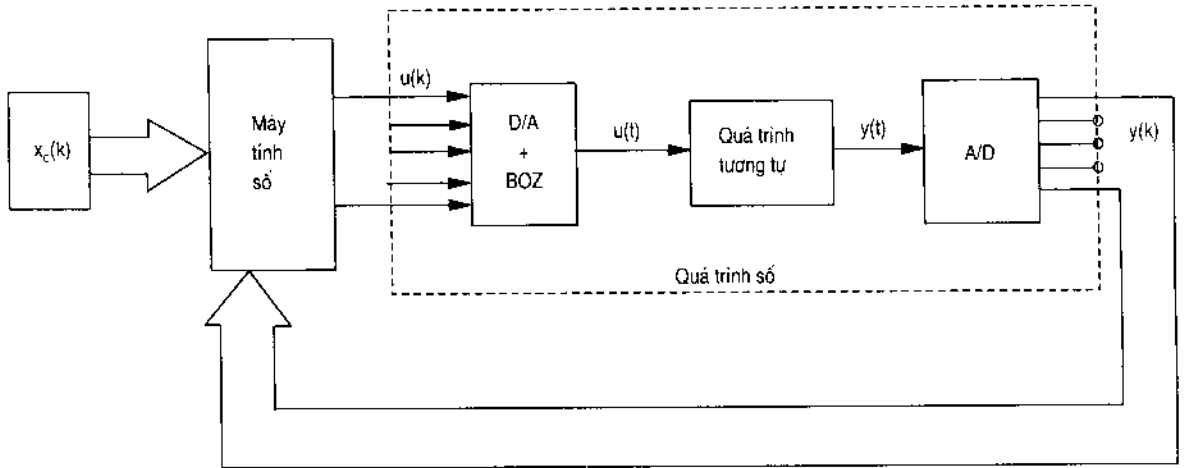 x_c(k)
Máy
tính
số
u(k)
D/A
+
BOZ
u(t)
Quá trình
tương tự
y(t)
A/D
y(k)
Quá trình số